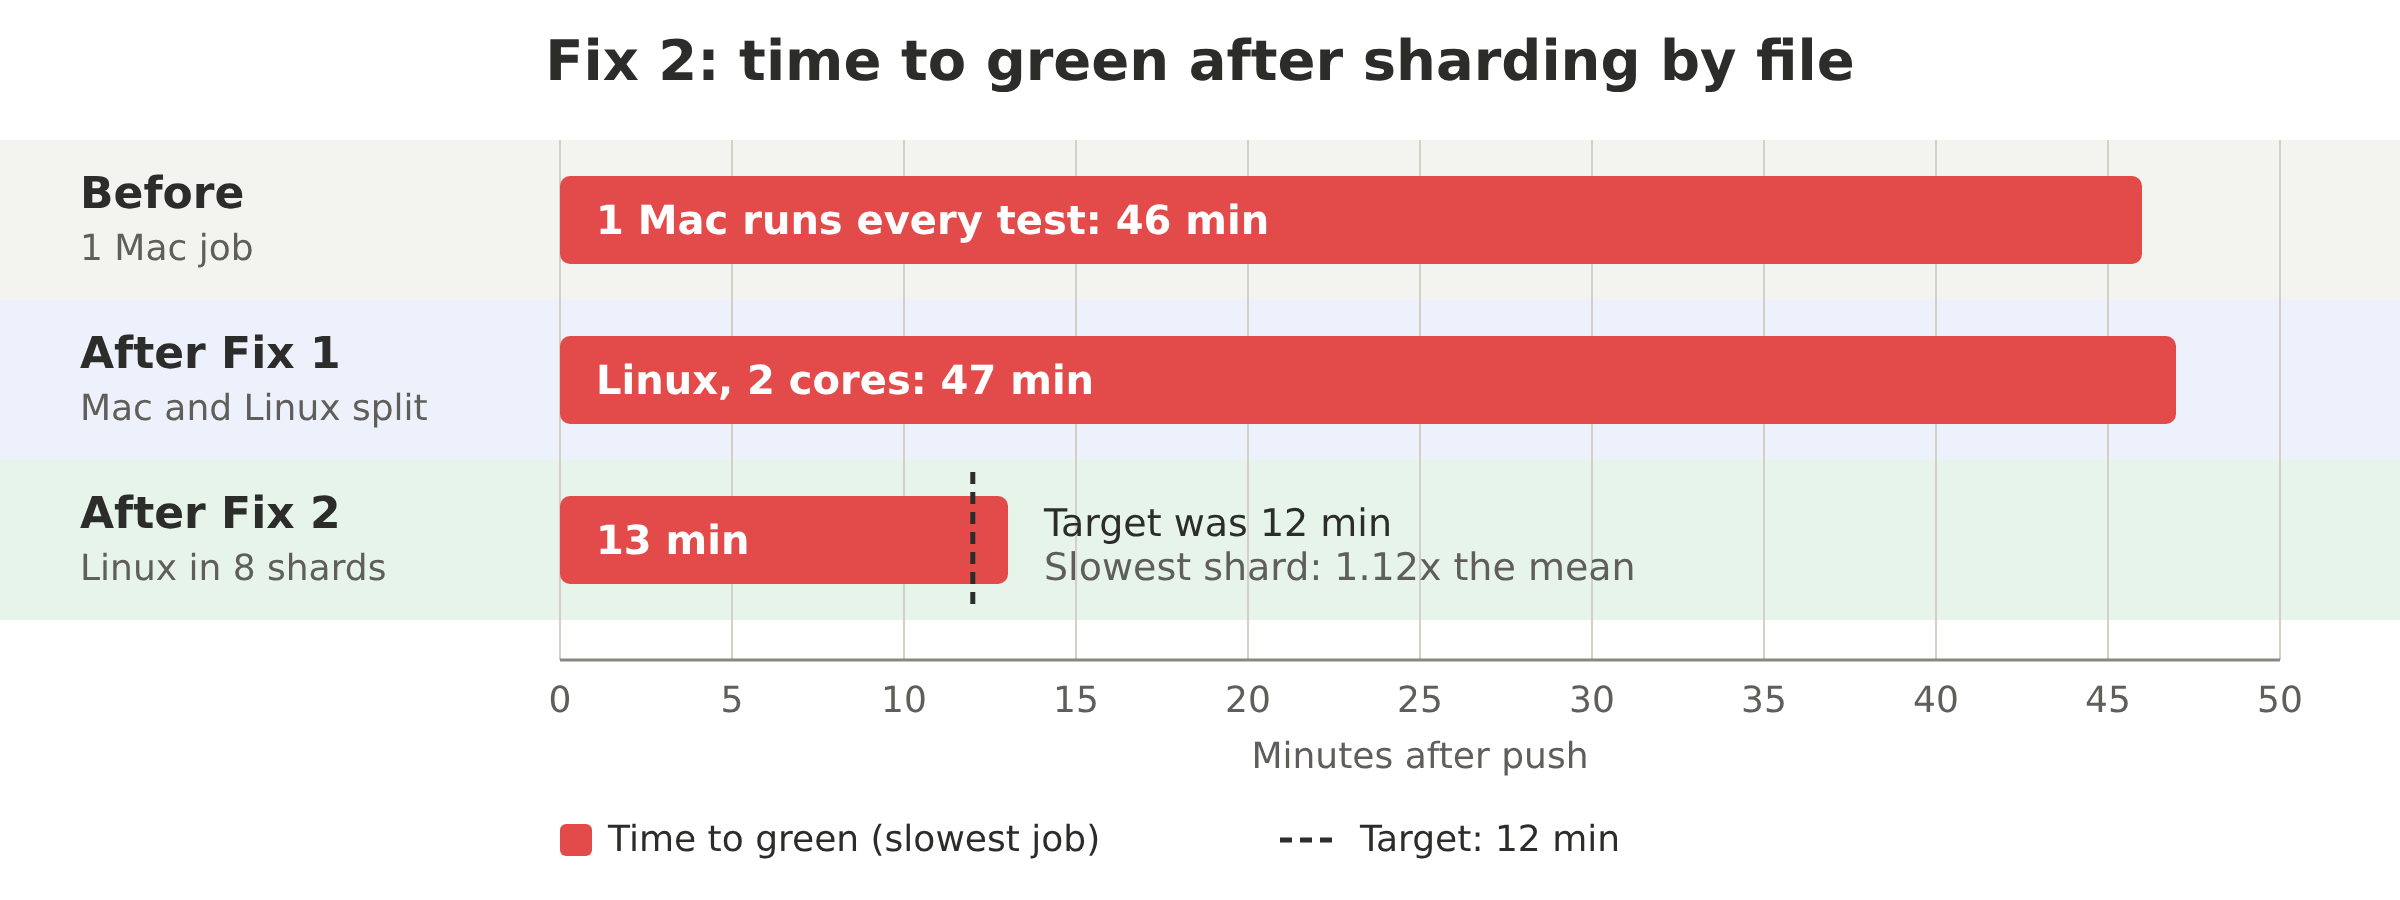 Fix 2: time to green after sharding by file
Before
1 Mac job
1 Mac runs every test: 46 min
After Fix 1
Mac and Linux split
Linux, 2 cores: 47 min
After Fix 2
Linux in 8 shards
13 min
Target was 12 min
Slowest shard: 1.12x the mean
0 5 10 15 20 25 30 35 40 45 50
Minutes after push
Time to green (slowest job)
Target: 12 min